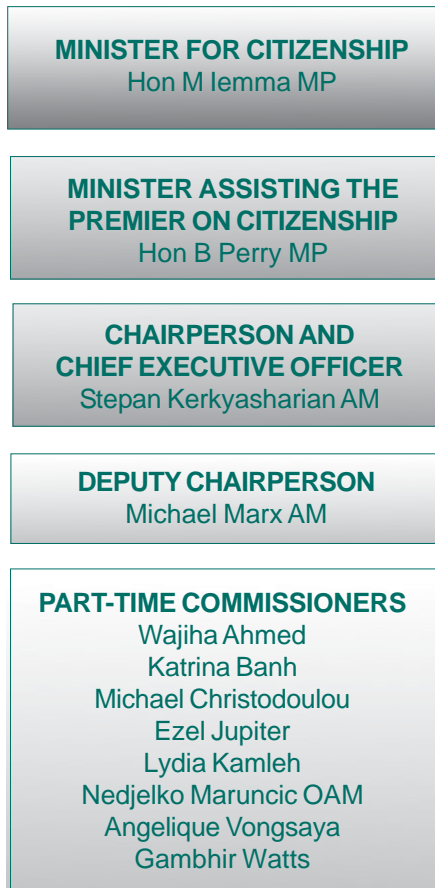 MINISTER FOR CITIZENSHIP
Hon M Iemma MP
MINISTER ASSISTING THE
PREMIER ON CITIZENSHIP
Hon B Perry MP
CHAIRPERSON AND
CHIEF EXECUTIVE OFFICER
Stepan Kerkyasharian AM
DEPUTY CHAIRPERSON
Michael Marx AM
PART-TIME COMMISSIONERS
Wajiha Ahmed
Katrina Banh
Michael Christodoulou
Ezel Jupiter
Lydia Kamleh
Nedjelko Maruncic OAM
Angelique Vongsaya
Gambhir Watts